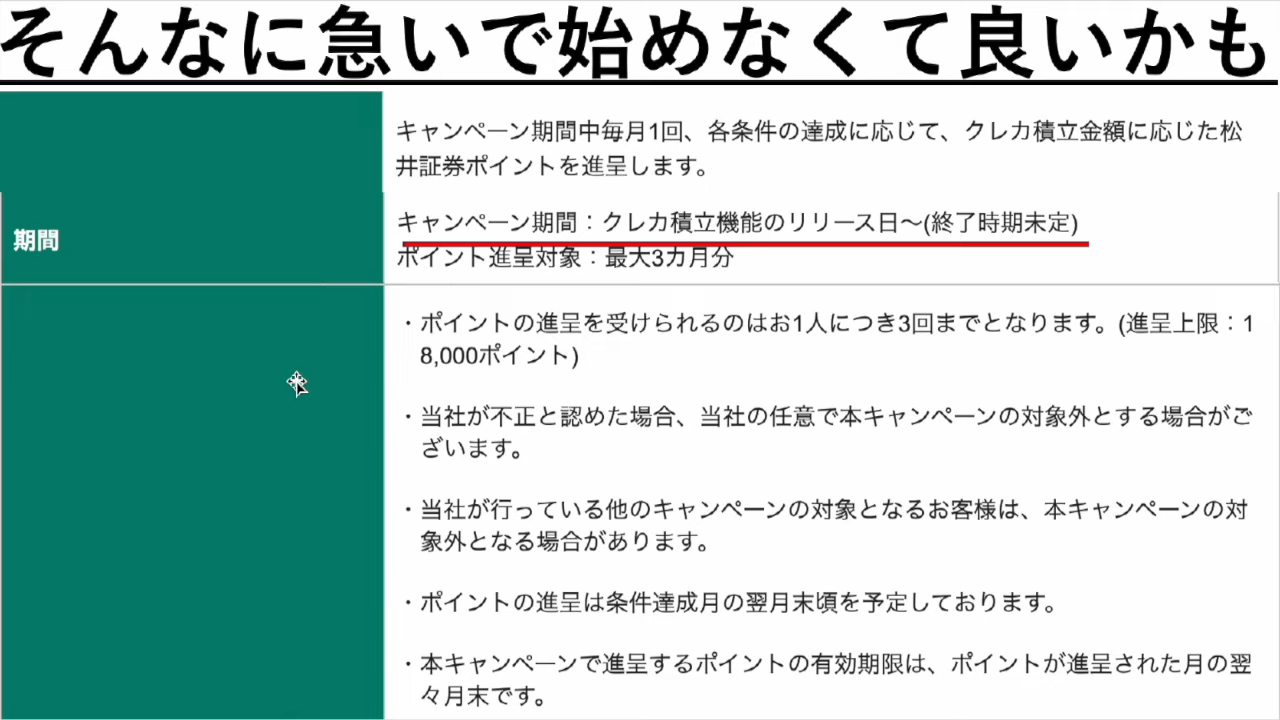 そんなに急いで始めなくて良いかも
キャンペーン期間中毎月1回、各条件の達成に応じて、クレカ積立金額に応じた松
井証券ポイントを進呈します。
期間
キャンペーン期間：クレカ積立機能のリリース日～(終了時期未定)
ポイント進呈対象：最大3カ月分
・ポイントの進呈を受けられるのはお1人につき3回までとなります。(進呈上限：1
8,000ポイント)
・当社が不正と認めた場合、当社の任意で本キャンペーンの対象外とする場合がご
ざいます。
・当社が行っている他のキャンペーンの対象となるお客様は、本キャンペーンの対
象外となる場合があります。
・ポイントの進呈は条件達成月の翌月末頃を予定しております。
・本キャンペーンで進呈するポイントの有効期限は、ポイントが進呈された月の翌
々月末です。